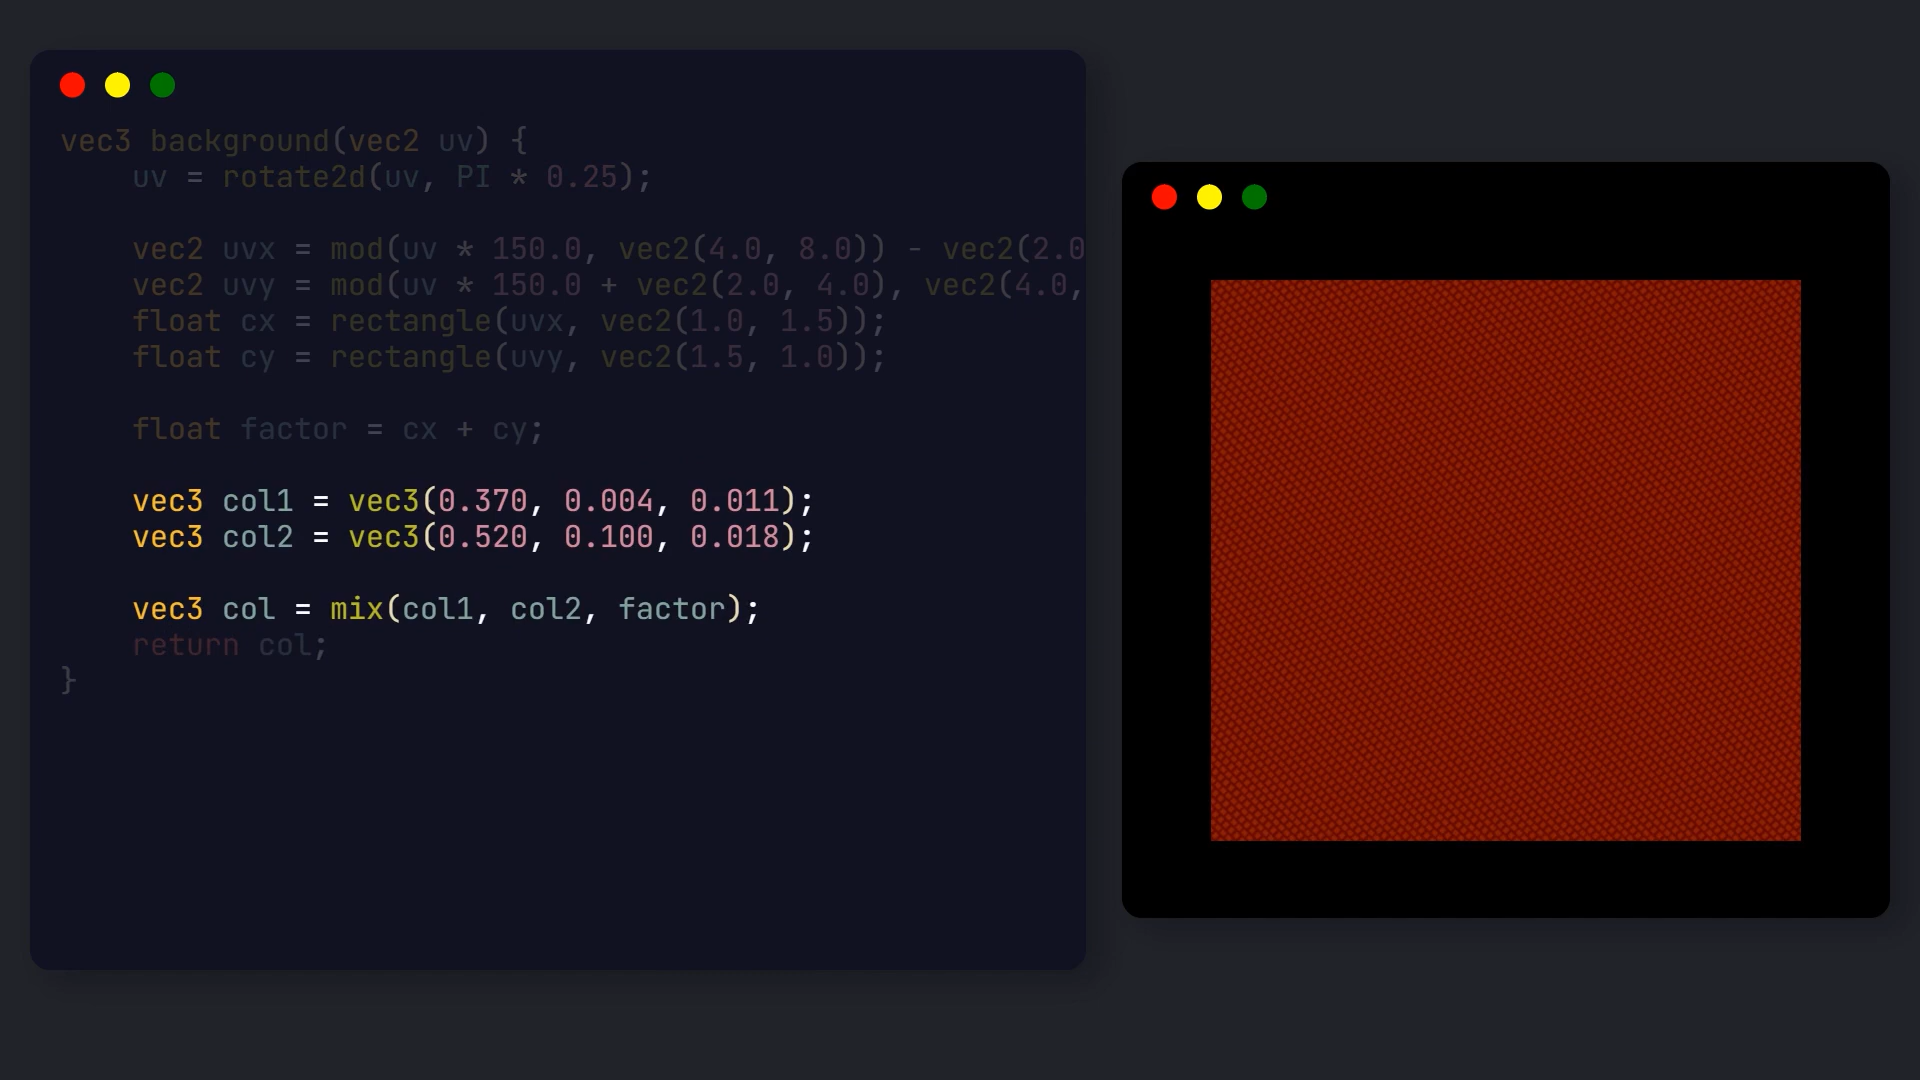 vec3 background(vec2 uv) {
uv = rotate2d(uv, PI * 0.25);
vec2 uvx = mod(uv * 150.0, vec2(4.0, 8.0)) - vec2(2.0
vec2 uvy = mod(uv * 150.0 + vec2(2.0, 4.0), vec2(4.0,
float cx = rectangle(uvx, vec2(1.0, 1.5));
float cy = rectangle(uvy, vec2(1.5, 1.0));
float factor = cx + cy;
vec3 col1 = vec3(0.370, 0.004, 0.011);
vec3 col2 = vec3(0.520, 0.100, 0.018);
vec3 col = mix(col1, col2, factor);
return col;
}